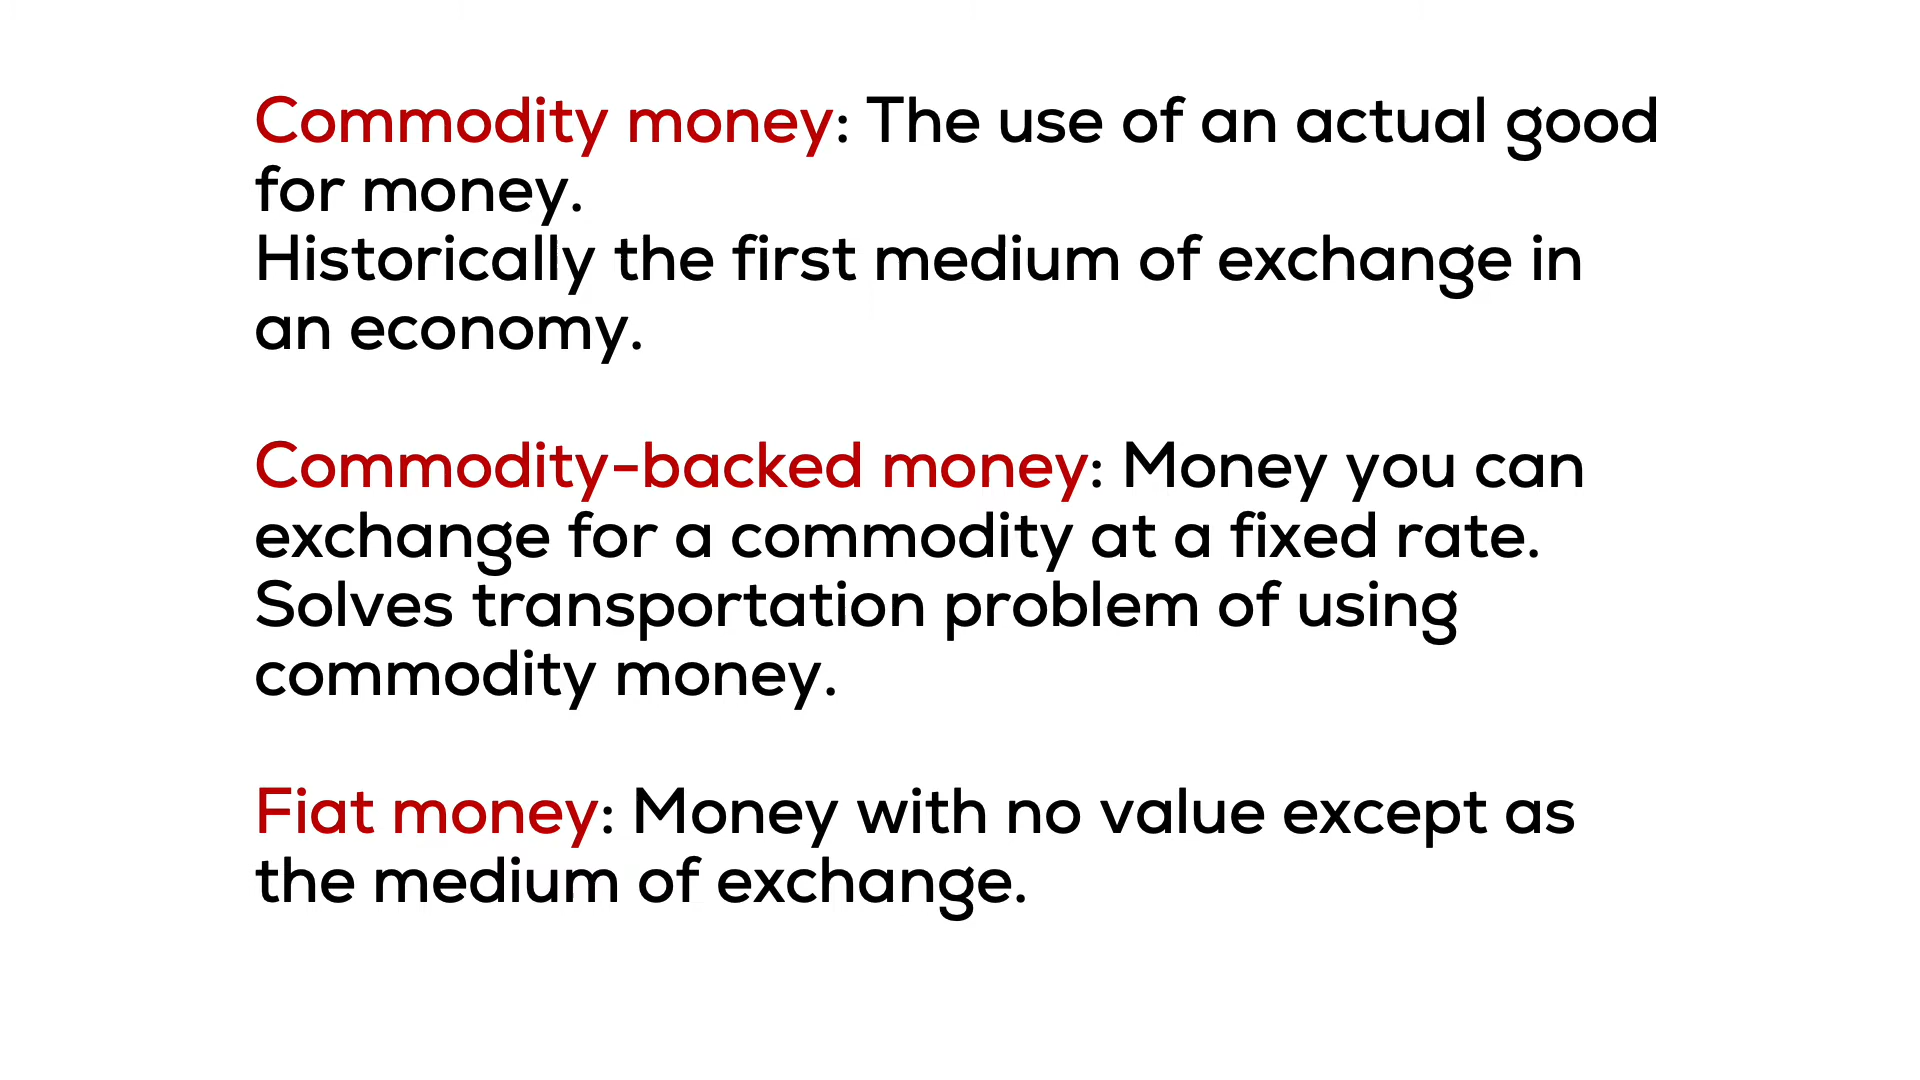 Commodity money: The use of an actual good
for money.
Historically the first medium of exchange in
an economy.
Commodity-backed money: Money you can
exchange for a commodity at a fixed rate.
Solves transportation problem of using
commodity money.
Fiat money: Money with no value except as
the medium of exchange.